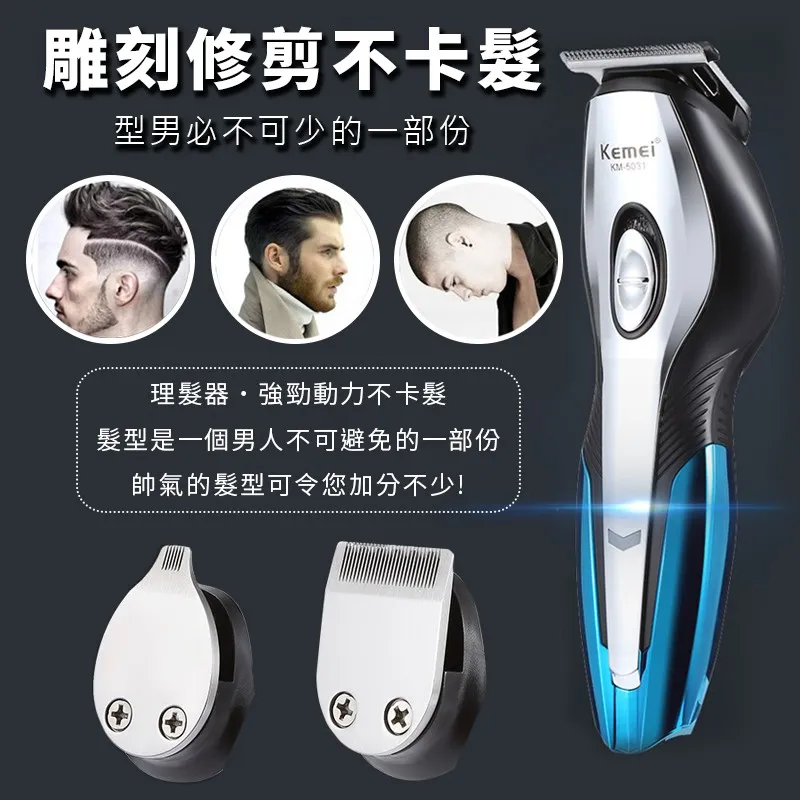 雕刻修剪不卡髮
型男必不可少的一部份
Kemei
KM-5031
理髮器·強勁動力不卡髮
髮型是一個男人不可避免的一部份
帥氣的髮型可令您加分不少!